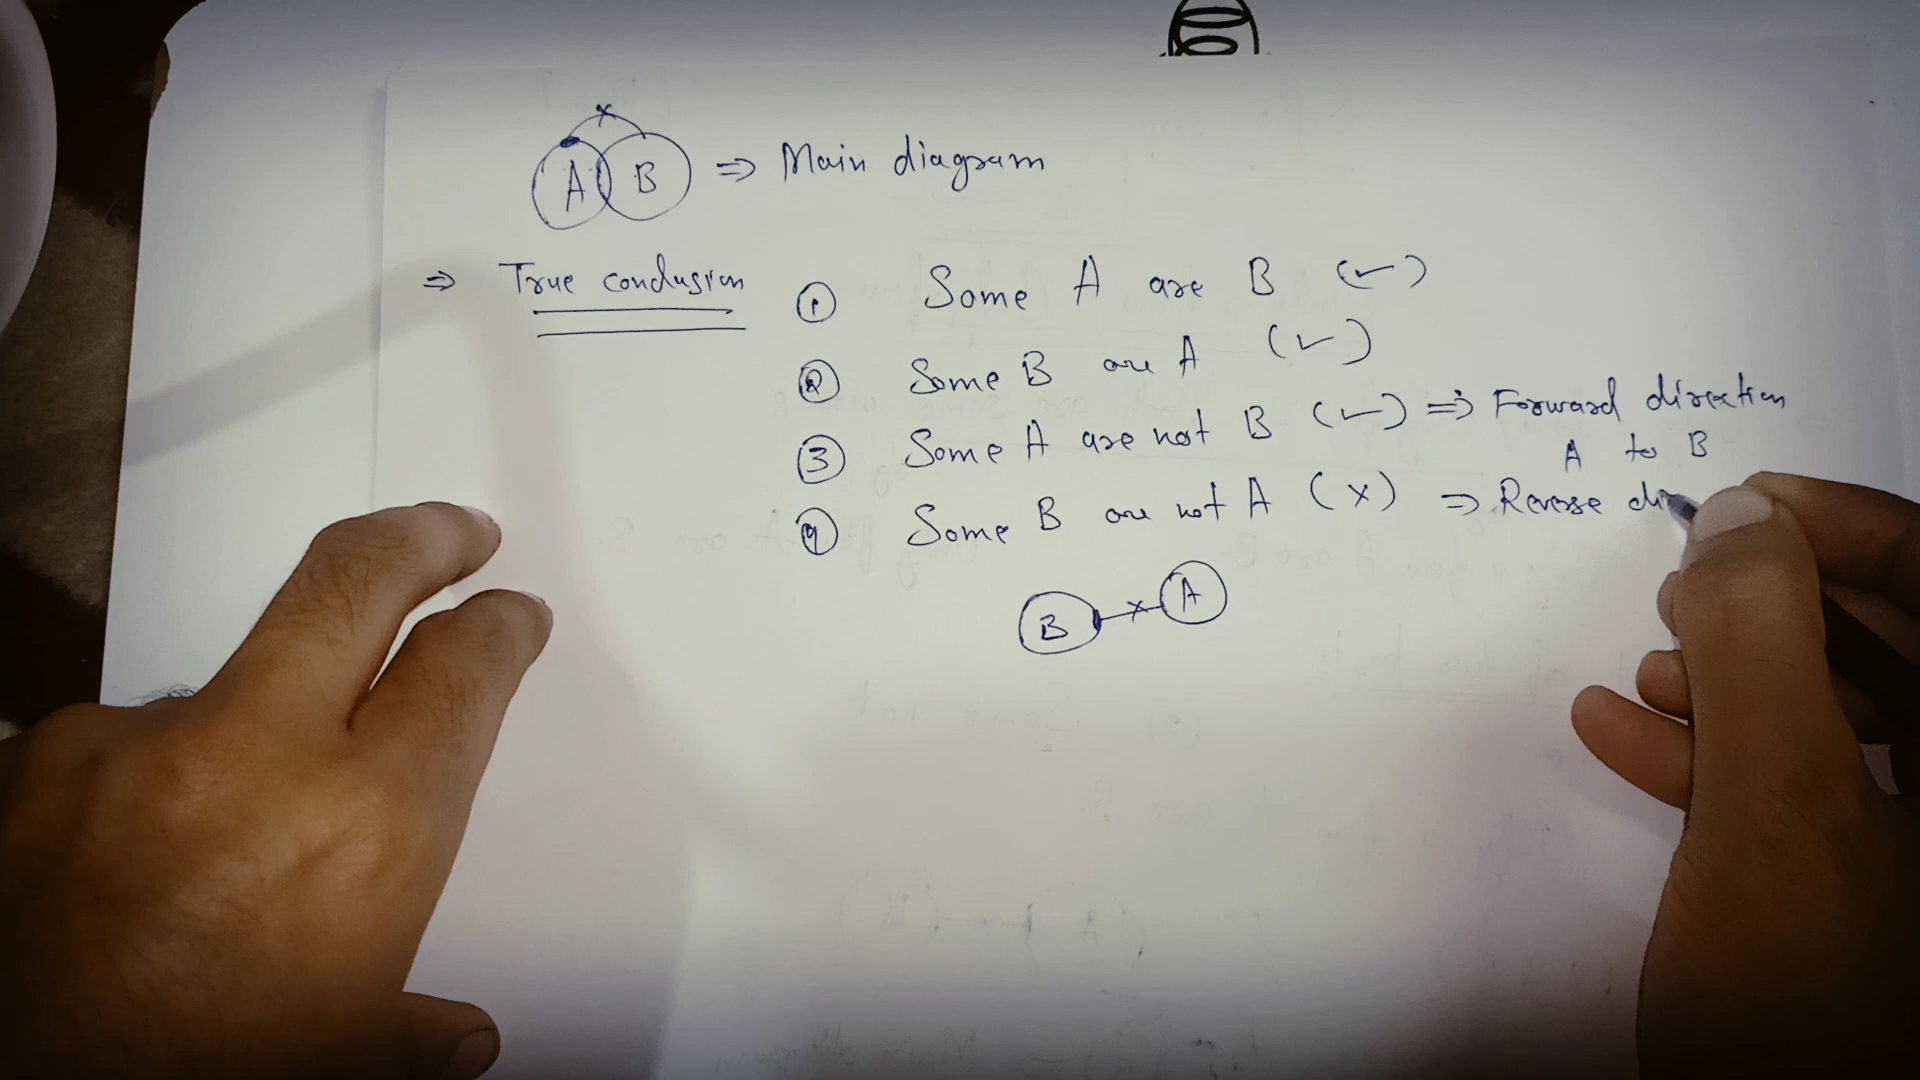 x
A B ⇒ Main diagram
⇒ True conclusion
① Some A are B (✓)
② Some B are A (✓)
③ Some A are not B (✓) ⇒ Forward direction
A to B
④ Some B are not A (x) ⇒ Reverse di
B x A